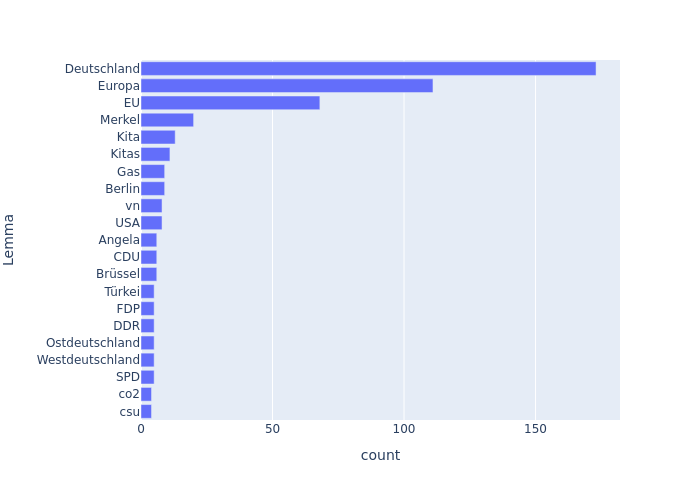 Deutschland
Europa
EU
Merkel
Kita
Kitas
Gas
Berlin
vn
USA
Angela
CDU
Brüssel
Türkei
FDP
DDR
Ostdeutschland
Westdeutschland
SPD
co2
csu
Lemma
0 50 100 150
count